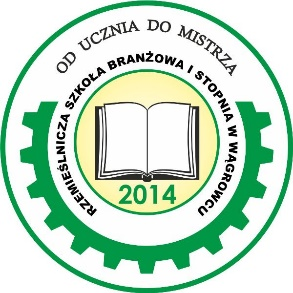 OD UCZNIA DO MISTRZA
RZEMIEŚLNICZA SZKOŁA BRANŻOWA I STOPNIA W WĄGROWCU
2014